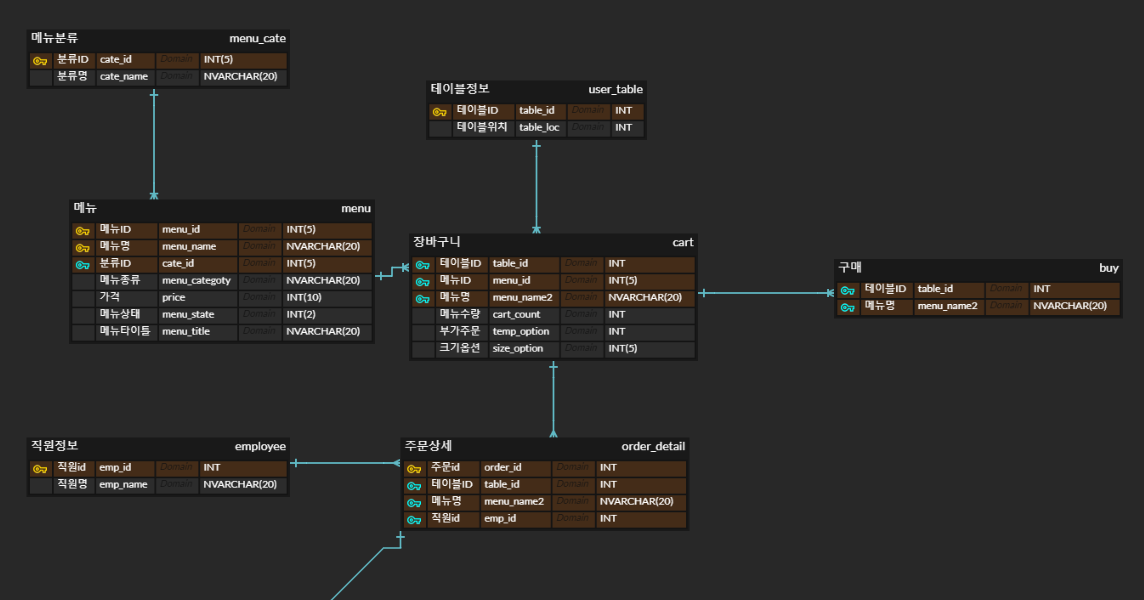 메뉴분류 menu_cate
분류ID cate_id Domain INT(5)
분류명 cate_name Domain NVARCHAR(20)
테이블정보 user_table
테이블ID table_id Domain INT
테이블위치 table_loc Domain INT
메뉴 menu
메뉴ID menu_id Domain INT(5)
메뉴명 menu_name Domain NVARCHAR(20)
분류ID cate_id Domain INT(5)
메뉴종류 menu_categoty Domain NVARCHAR(20)
가격 price Domain INT(10)
메뉴상태 menu_state Domain INT(2)
메뉴타이틀 menu_title Domain NVARCHAR(20)
장바구니 cart
테이블ID table_id Domain INT
메뉴ID menu_id Domain INT(5)
메뉴명 menu_name2 Domain NVARCHAR(20)
메뉴수량 cart_count Domain INT
부가주문 temp_option Domain INT
크기옵션 size_option Domain INT(5)
구매 buy
테이블ID table_id Domain INT
메뉴명 menu_name2 Domain NVARCHAR(20)
직원정보 employee
직원id emp_id Domain INT
직원명 emp_name Domain NVARCHAR(20)
주문상세 order_detail
주문id order_id Domain INT
테이블ID table_id Domain INT
메뉴명 menu_name2 Domain NVARCHAR(20)
직원id emp_id Domain INT